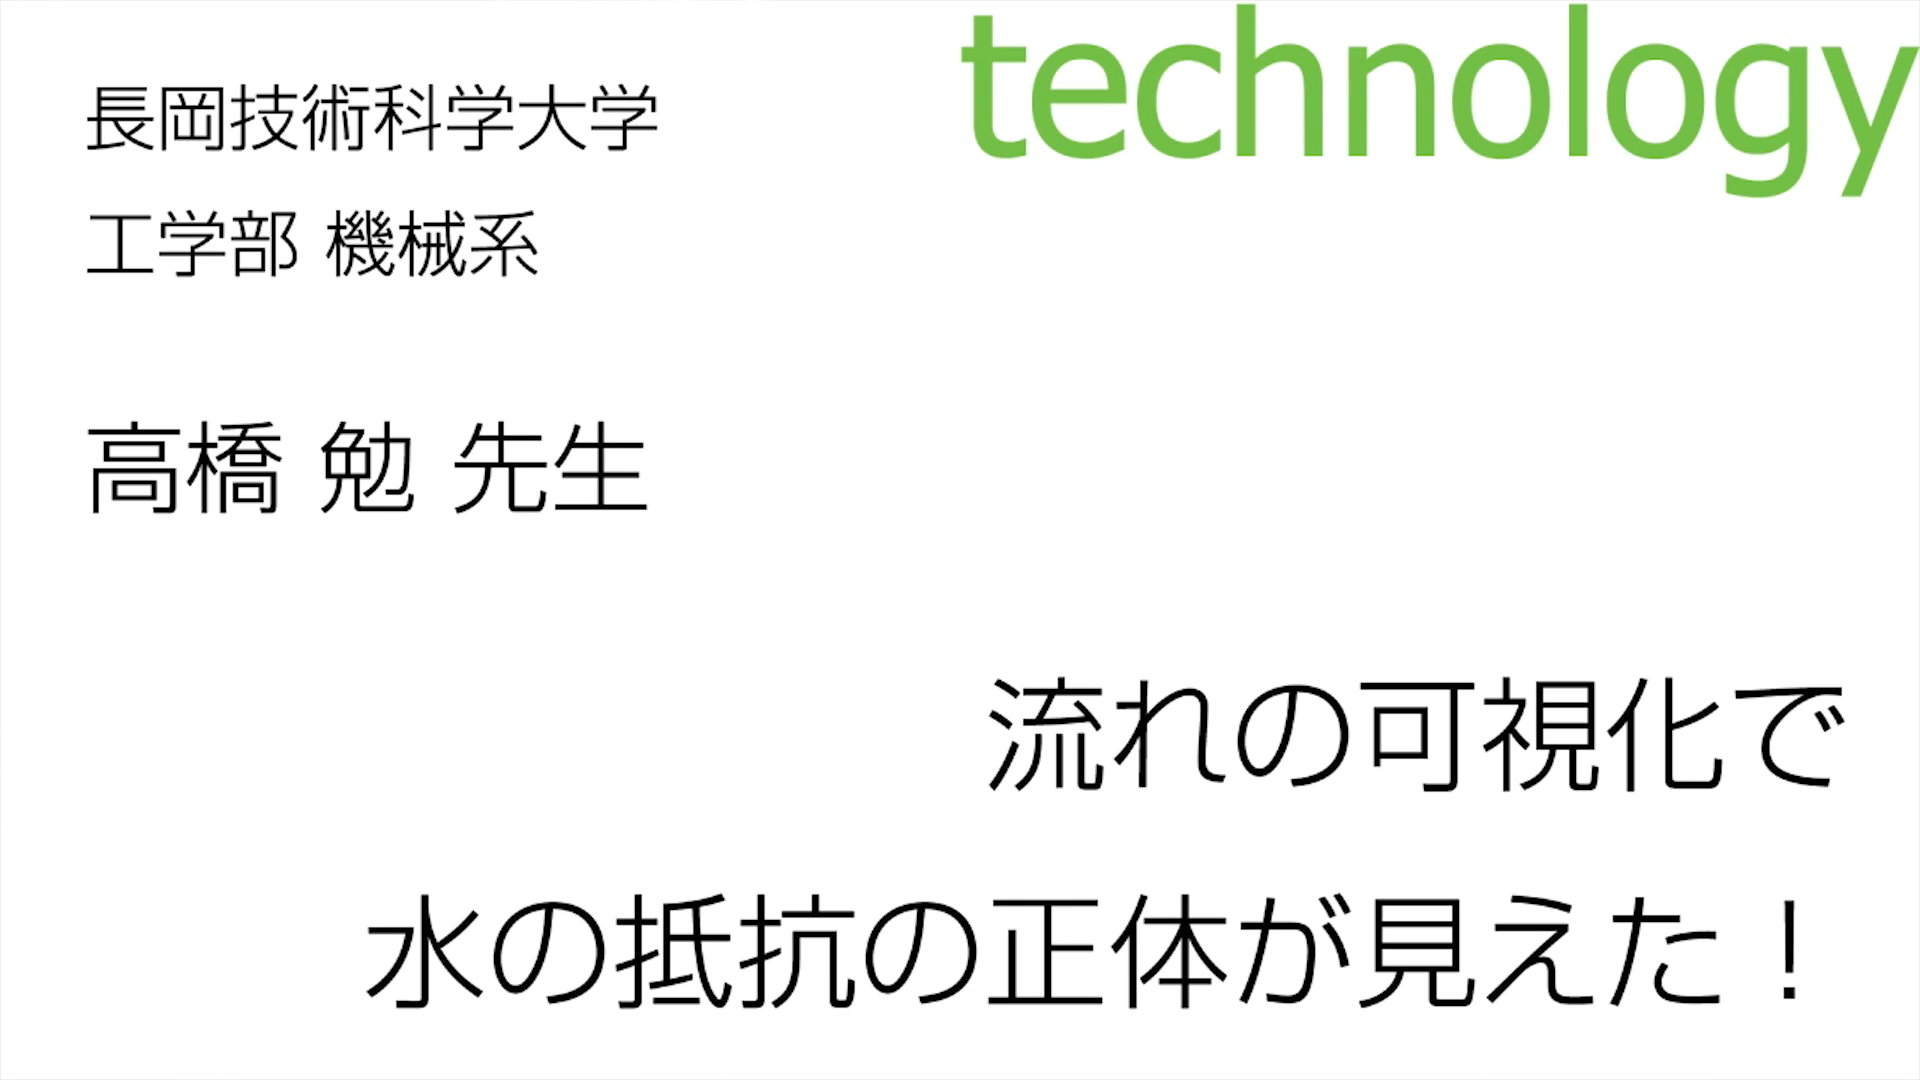 technology
長岡技術科学大学
工学部 機械系
高橋 勉 先生
流れの可視化で
水の抵抗の正体が見えた！